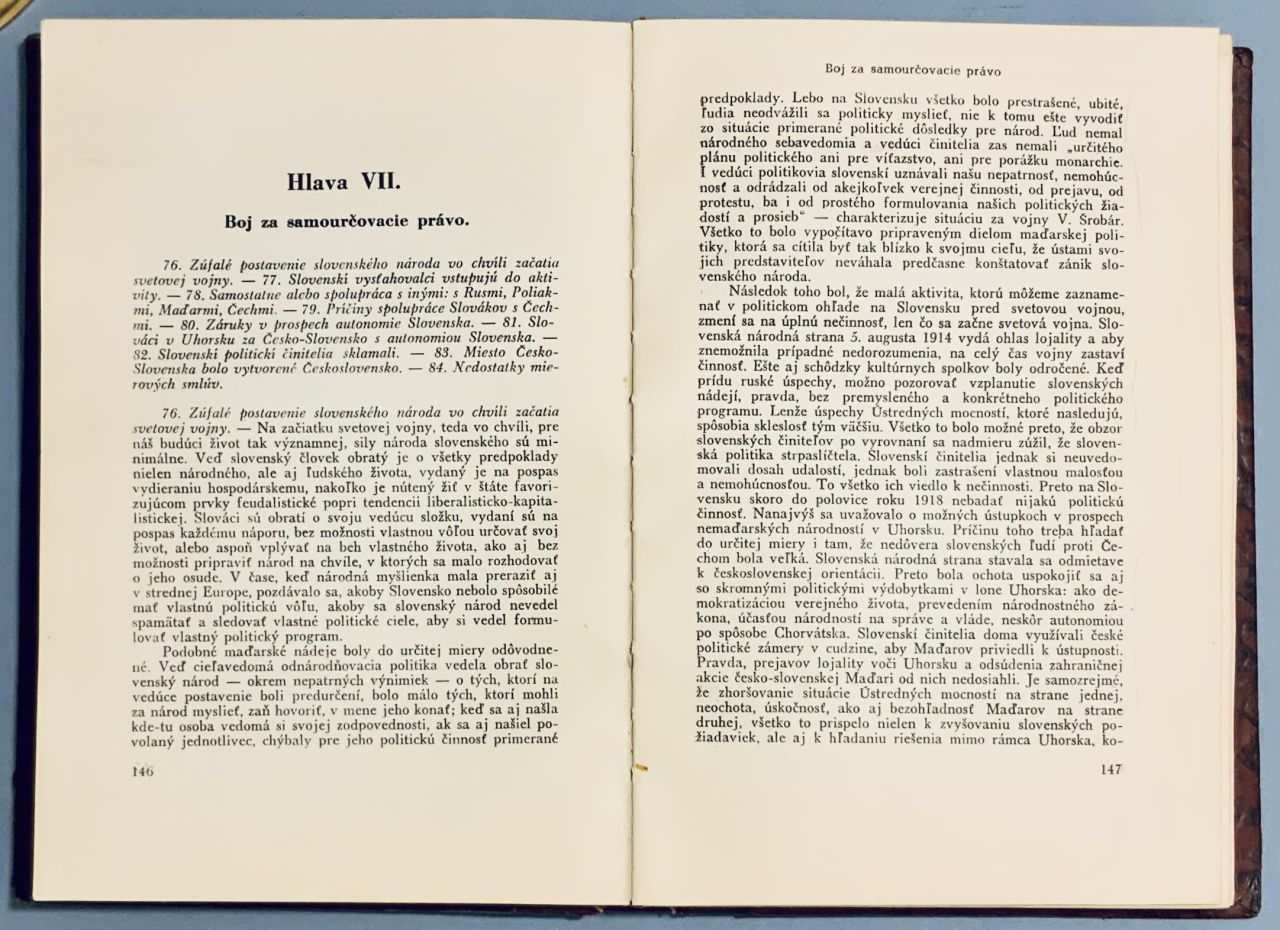 Hlava VII.
Boj za samourčovacie právo.
76. Zúfalé postavenie slovenského národa vo chvíli začatia
svetovej vojny. — 77. Slovenskí vysťahovalci vstupujú do akti-
vity. — 78. Samostatne alebo spolupráca s inými: s Rusmi, Poliak-
mi, Maďarmi, Čechmi. — 79. Príčiny spolupráce Slovákov s Čech-
mi. — 80. Záruky v prospech autonomie Slovenska. — 81. Slo-
váci v Uhorsku za Česko-Slovensko s autonomiou Slovenska. —
82. Slovenskí politickí činitelia sklamali. — 83. Miesto Česko-
Slovenska bolo vytvorené Československo. — 84. Nedostatky mie-
rových smlúv.
76. Zúfalé postavenie slovenského národa vo chvíli začatia
svetovej vojny. — Na začiatku svetovej vojny, teda vo chvíli, pre
náš budúci život tak významnej, sily národa slovenského sú mi-
nimálne. Veď slovenský človek obratý je o všetky predpoklady
nielen národného, ale aj ľudského života, vydaný je na pospas
vydieraniu hospodárskemu, nakoľko je nútený žiť v štáte favori-
zujúcom prvky feudalistické popri tendencii liberalisticko-kapita-
listickej. Slováci sú obratí o svoju vedúcu složku, vydaní sú na
pospas každému náporu, bez možnosti vlastnou vôľou určovať svoj
život, alebo aspoň vplývať na beh vlastného života, ako aj bez
možnosti pripraviť národ na chvíle, v ktorých sa malo rozhodovať
o jeho osude. V čase, keď národná myšlienka mala preraziť aj
v strednej Europe, pozdávalo sa, akoby Slovensko nebolo spôsobilé
mať vlastnú politickú vôľu, akoby sa slovenský národ nevedel
spamätať a sledovať vlastné politické ciele, aby si vedel formu-
lovať vlastný politický program.
Podobné maďarské nádeje boly do určitej miery odôvodne-
né. Veď cieľavedomá odnárodňovacia politika vedela obrať slo-
venský národ — okrem nepatrných výnimiek — o tých, ktorí na
vedúce postavenie boli predurčení, bolo málo tých, ktorí mohli
za národ myslieť, zaň hovoriť, v mene jeho konať; keď sa aj našla
kde-tu osoba vedomá si svojej zodpovednosti, ak sa aj našiel po-
volaný jednotlivec, chýbaly pre jeho politickú činnosť primerané
146
Boj za samourčovacie právo
predpoklady. Lebo na Slovensku všetko bolo prestrašené, ubité,
ľudia neodvážili sa politicky myslieť, nie k tomu ešte vyvodiť
zo situácie primerané politické dôsledky pre národ. Ľud nemal
národného sebavedomia a vedúci činitelia zas nemali „určitého
plánu politického ani pre víťazstvo, ani pre porážku monarchie.
I vedúci politikovia slovenskí uznávali našu nepatrnosť, nemohúc-
nosť a odrádzali od akejkoľvek verejnej činnosti, od prejavu, od
protestu, ba i od prostého formulovania našich politických žia-
dostí a prosieb“ — charakterizuje situáciu za vojny V. Šrobár.
Všetko to bolo vypočítavo pripraveným dielom maďarskej poli-
tiky, ktorá sa cítila byť tak blízko k svojmu cieľu, že ústami svo-
jich predstaviteľov neváhala predčasne konštatovať zánik slo-
venského národa.
Následok toho bol, že malá aktivita, ktorú môžeme zazname-
nať v politickom ohľade na Slovensku pred svetovou vojnou,
zmení sa na úplnú nečinnosť, len čo sa začne svetová vojna. Slo-
venská národná strana 5. augusta 1914 vydá ohlas lojality a aby
znemožnila prípadné nedorozumenia, na celý čas vojny zastaví
činnosť. Ešte aj schôdzky kultúrnych spolkov boly odročené. Keď
prídu ruské úspechy, možno pozorovať vzplanutie slovenských
nádejí, pravda, bez premysleného a konkrétneho politického
programu. Lenže úspechy Ústredných mocností, ktoré nasledujú,
spôsobia skleslosť tým väčšiu. Všetko to bolo možné preto, že obzor
slovenských činiteľov po vyrovnaní sa nadmieru zúžil, že sloven-
ská politika strpaslíčtela. Slovenskí činitelia jednak si neuvedo-
movali dosah udalostí, jednak boli zastrašení vlastnou malosťou
a nemohúcnosťou. To všetko ich viedlo k nečinnosti. Preto na Slo-
vensku skoro do polovice roku 1918 nebadať nijakú politickú
činnosť. Nanajvýš sa uvažovalo o možných ústupkoch v prospech
nemaďarských národností v Uhorsku. Príčinu toho treba hľadať
do určitej miery i tam, že nedôvera slovenských ľudí proti Če-
chom bola veľká. Slovenská národná strana stavala sa odmietave
k československej orientácii. Preto bola ochota uspokojiť sa aj
so skromnými politickými výdobytkami v lone Uhorska: ako de-
mokratizáciou verejného života, prevedením národnostného zá-
kona, účasťou národností na správe a vláde, neskôr autonomiou
po spôsobe Chorvátska. Slovenskí činitelia doma využívali české
politické zámery v cudzine, aby Maďarov priviedli k ústupnosti.
Pravda, prejavov lojality voči Uhorsku a odsúdenia zahraničnej
akcie česko-slovenskej Maďari od nich nedosiahli. Je samozrejmé,
že zhoršovanie situácie Ústredných mocností na strane jednej,
neochota, úskočnosť, ako aj bezohľadnosť Maďarov na strane
druhej, všetko to prispelo nielen k zvyšovaniu slovenských po-
žiadaviek, ale aj k hľadaniu riešenia mimo rámca Uhorska, ko-
147